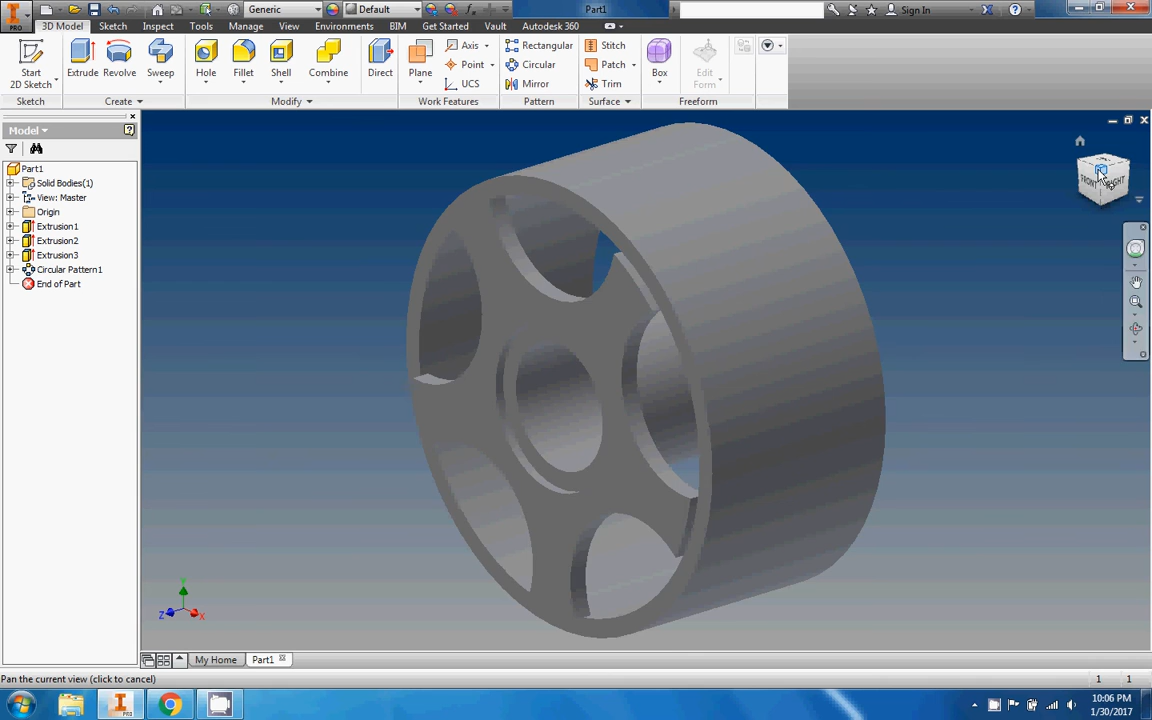 Generic
Default
Part1
Sign In
PRO
3D Model
Sketch
Inspect
Tools
Manage
View
Environments
BIM
Get Started
Vault
Autodesk 360
Start
2D Sketch
Extrude
Revolve
Sweep
Hole
Fillet
Shell
Combine
Direct
Plane
Axis
Point
UCS
Rectangular
Circular
Mirror
Stitch
Patch
Trim
Box
Edit
Form
Sketch
Create
Modify
Work Features
Pattern
Surface
Freeform
Model
Part1
Solid Bodies(1)
View: Master
Origin
Extrusion1
Extrusion2
Extrusion3
Circular Pattern1
End of Part
FRONT
RIGHT
Y
Z
X
My Home
Part1
Pan the current view (click to cancel)
1
1
PRO
10:06 PM
1/30/2017